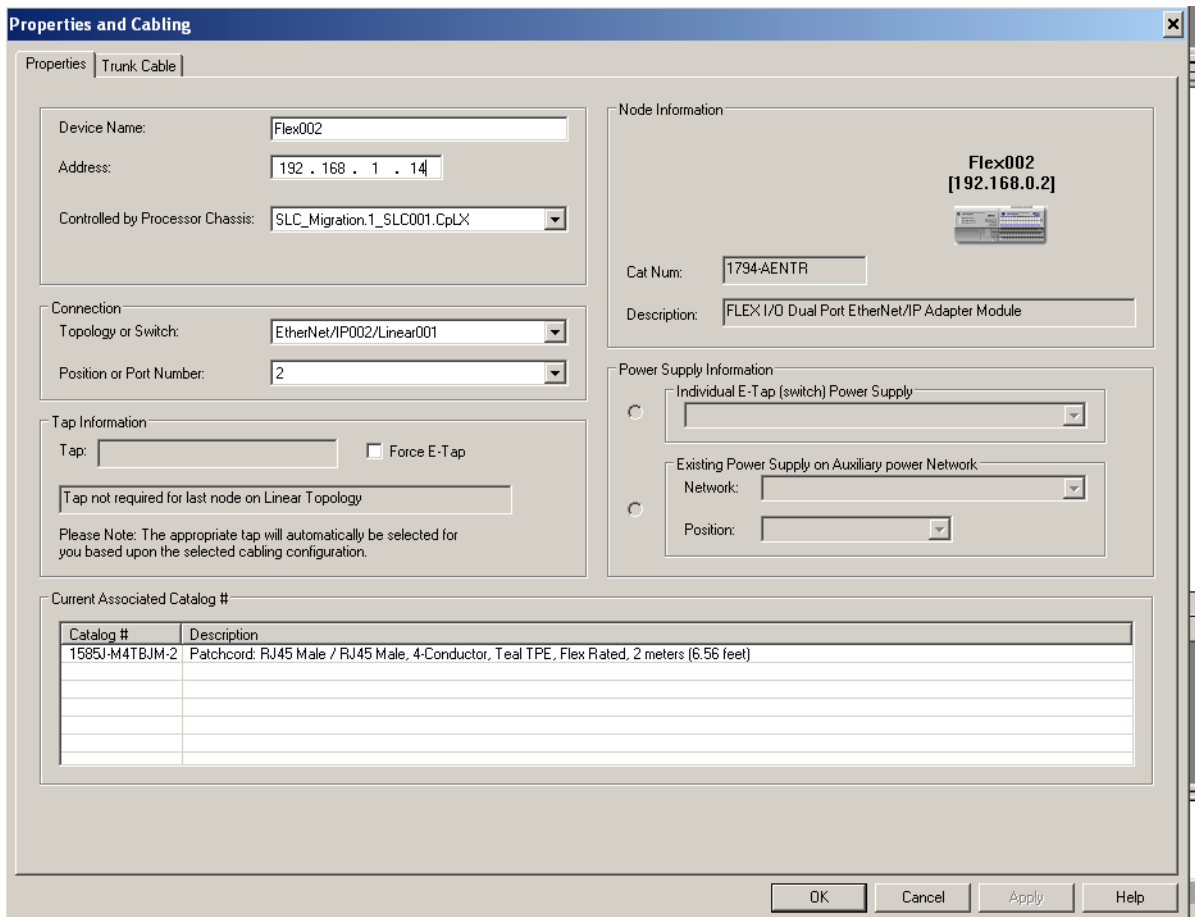 Properties and Cabling
Properties
Trunk Cable
Device Name:
Flex002
Address:
192 . 168 . 1 . 14
Controlled by Processor Chassis:
SLC_Migration.1_SLC001.CpLX
Connection
Topology or Switch:
EtherNet/IP002/Linear001
Position or Port Number:
2
Tap Information
Tap:
Force E-Tap
Tap not required for last node on Linear Topology
Please Note: The appropriate tap will automatically be selected for
you based upon the selected cabling configuration.
Node Information
Flex002
[192.168.0.2]
Cat Num:
1794-AENTR
Description:
FLEX I/O Dual Port EtherNet/IP Adapter Module
Power Supply Information
Individual E-Tap (switch) Power Supply
Existing Power Supply on Auxiliary power Network
Network:
Position:
Current Associated Catalog #
Catalog # Description
1585J-M4TBJM-2 Patchcord: RJ45 Male / RJ45 Male, 4-Conductor, Teal TPE, Flex Rated, 2 meters (6.56 feet)
OK
Cancel
Apply
Help